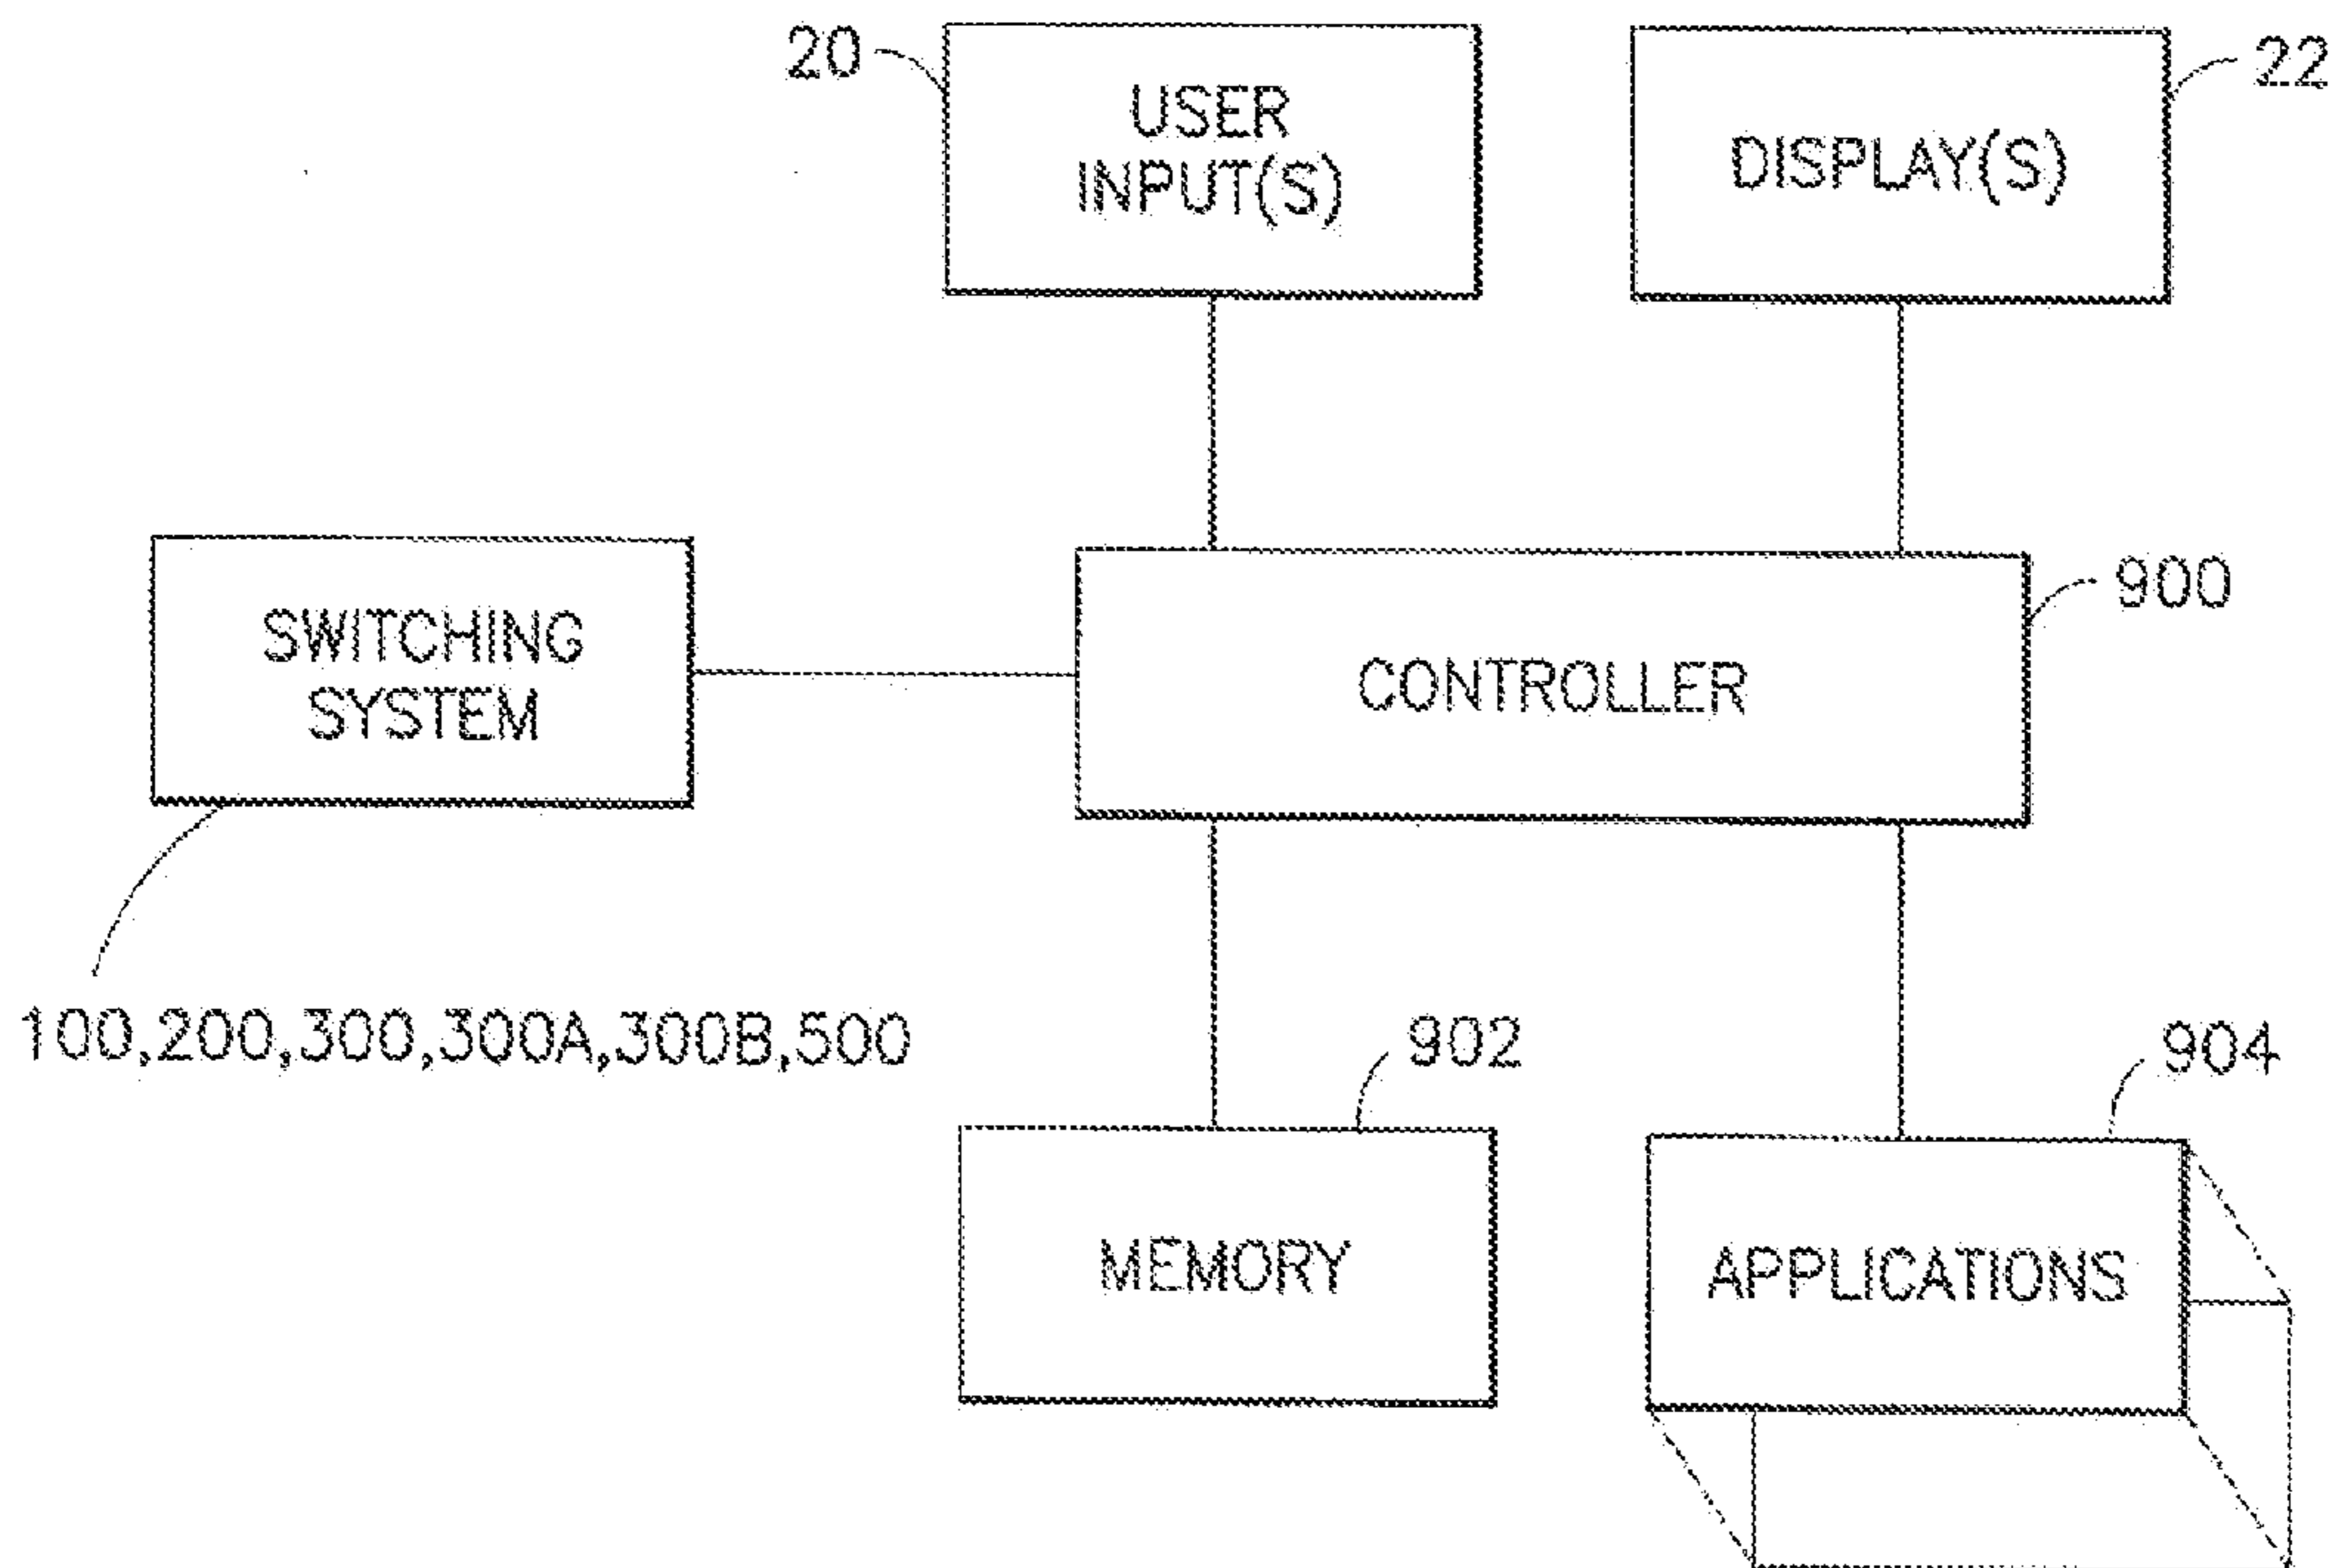 20
USER
INPUT(S)
DISPLAY(S)
22
SWITCHING
SYSTEM
CONTROLLER
900
100,200,300,300A,300B,500
902
904
MEMORY
APPLICATIONS